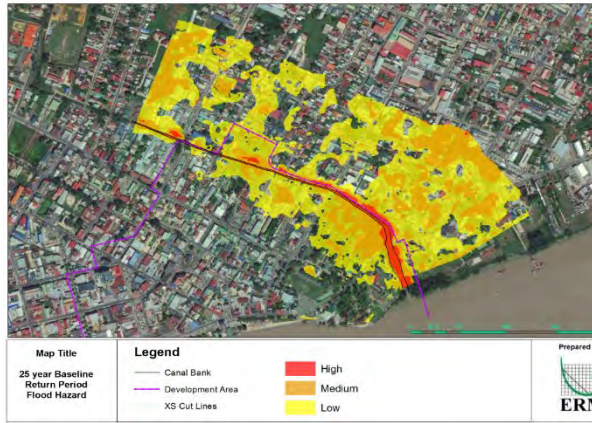 Map Title
25 year Baseline
Return Period
Flood Hazard
Legend
Canal Bank
Development Area
XS Cut Lines
High
Medium
Low
Prepared
ERM